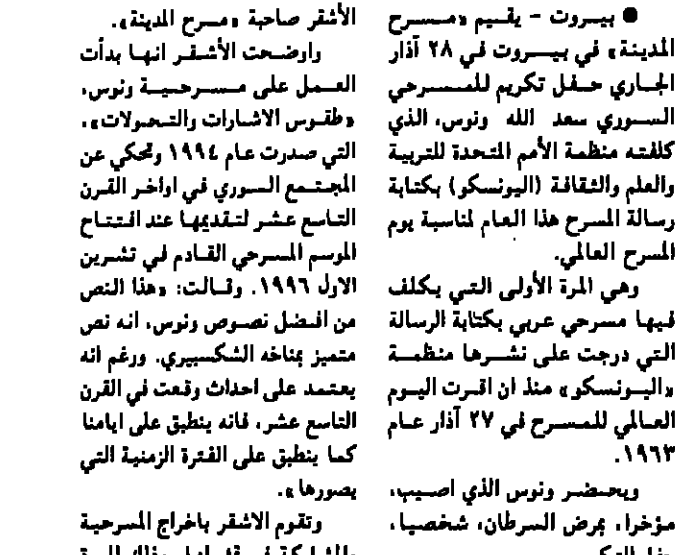 ● بيروت - يقيم «مسرح
المدينة» في بيروت في ٢٨ آذار
الجاري حفل تكريم للمسرحي
السوري سعد الله ونوس، الذي
كلفته منظمة الأمم المتحدة للتربية
والعلم والثقافة (اليونسكو) بكتابة
رسالة المسرح هذا العام لمناسبة يوم
المسرح العالمي.
وهي المرة الأولى التي يكلف
فيها مسرحي عربي بكتابة الرسالة
التي درجت على نشرها منظمة
«اليونسكو» منذ ان اقرت اليوم
العالمي للمسرح في ٢٧ آذار عام
١٩٦٣.
ويحضر ونوس الذي اصيب،
مؤخرا، بمرض السرطان، شخصيا،
الأشقر صاحبة «مسرح المدينة».
واوضحت الأشقر انها بدأت
العمل على مسرحية ونوس،
«طقوس الاشارات والتحولات»،
التي صدرت عام ١٩٩٤ وتحكي عن
المجتمع السوري في اواخر القرن
التاسع عشر لتقديمها عند افتتاح
الموسم المسرحي القادم في تشرين
الاول ١٩٩٦. وقالت: «هذا النص
من افضل نصوص ونوس، انه نص
متميز بمناخه الشكسبيري. ورغم انه
يعتمد على احداث وقعت في القرن
التاسع عشر، فانه ينطبق على ايامنا
كما ينطبق على الفترة الزمنية التي
يصورها».
وتقوم الاشقر باخراج المسرحية